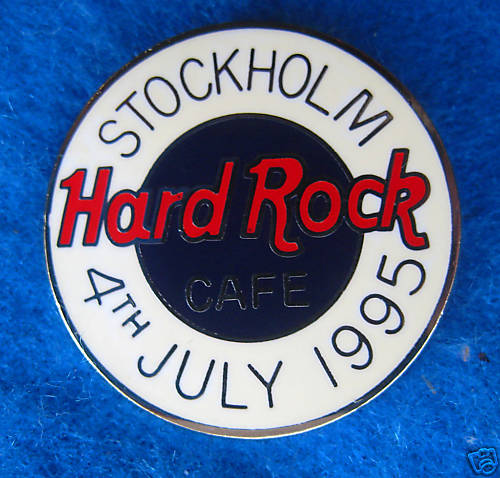 STOCKHOLM
Hard Rock
CAFE
4TH JULY 1995